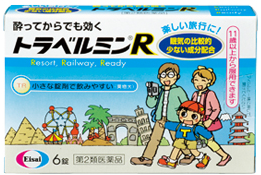 酔ってからでも効く
トラベルミンR
Resort, Railway, Ready
楽しい旅行に!
眠気の比較的
少ない成分配合
11歳以上から服用できます
小さな錠剤で飲みやすい
Eisai
6錠
第2類医薬品